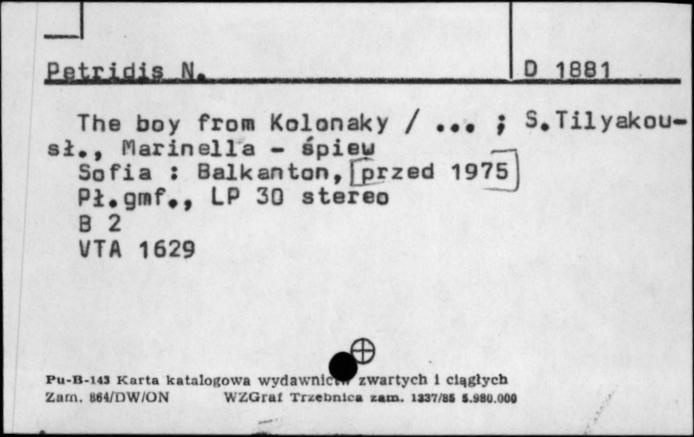 Petridis N. D 1881
The boy from Kolonaky / ... ; S.Tilyakou-
sł., Marinella - śpiew
Sofia : Balkanton, [przed 1975]
Pł.gmf., LP 30 stereo
B 2
VTA 1629
Pu-B-143 Karta katalogowa wydawnictw zwartych i ciągłych
Zam. 864/DW/ON WZGraf Trzebnica zam. 1337/85 5.980.000